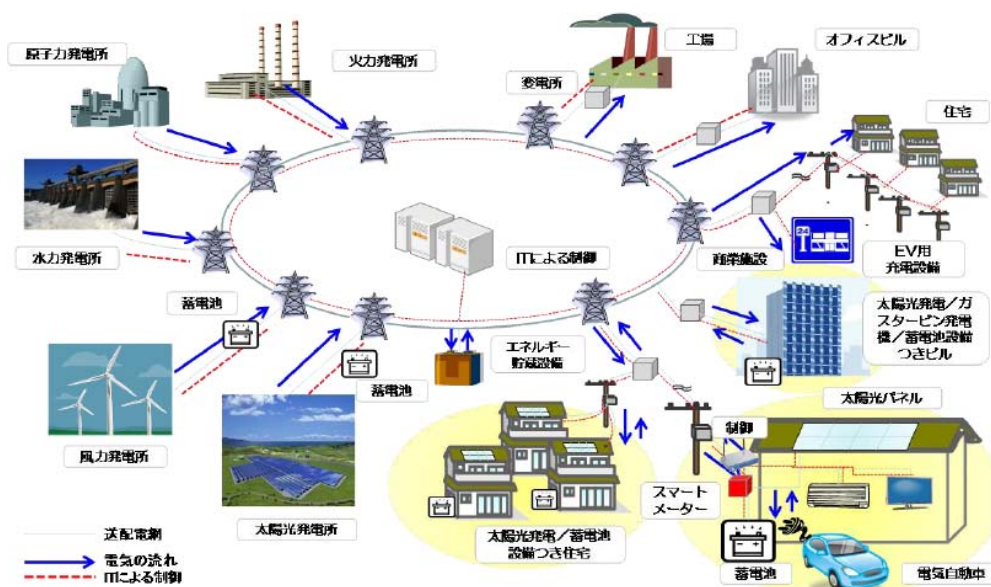 原子力発電所
火力発電所
工場
オフィスビル
変電所
住宅
水力発電所
ITによる制御
商業施設
24
EV用
充電設備
蓄電池
太陽光発電／ガ
スタービン発電
機／蓄電池設備
つきビル
エネルギー
貯蔵設備
蓄電池
太陽光パネル
制御
風力発電所
太陽光発電所
スマート
メーター
太陽光発電／蓄電池
設備つき住宅
蓄電池
電気自動車
送配電網
電気の流れ
ITによる制御